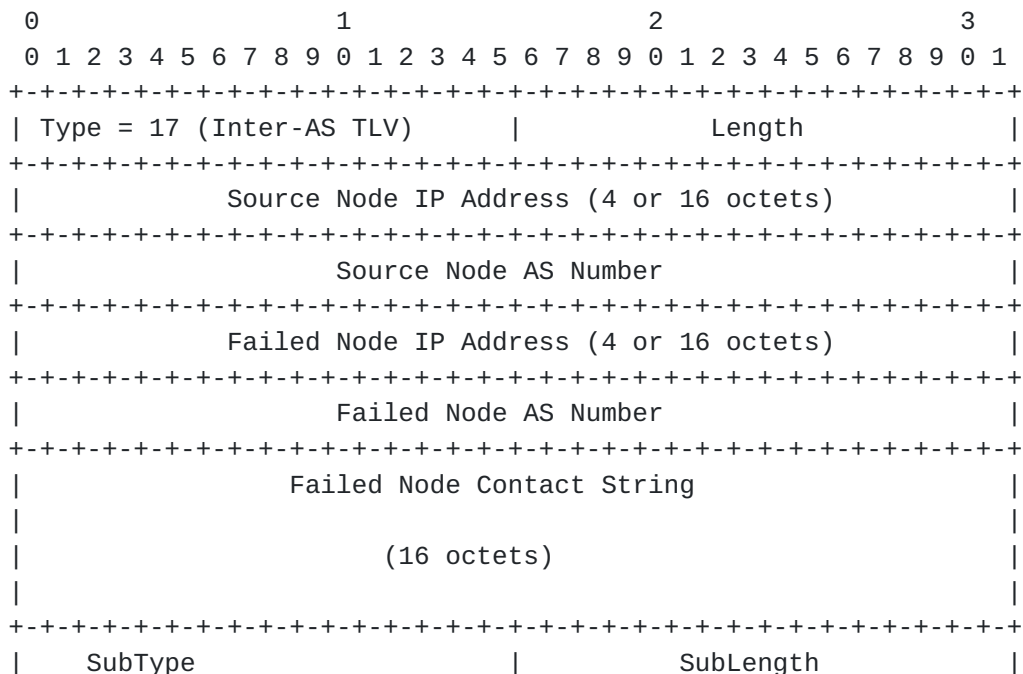 0                   1                   2                   3
 0 1 2 3 4 5 6 7 8 9 0 1 2 3 4 5 6 7 8 9 0 1 2 3 4 5 6 7 8 9 0 1
+-+-+-+-+-+-+-+-+-+-+-+-+-+-+-+-+-+-+-+-+-+-+-+-+-+-+-+-+-+-+-+-+
| Type = 17 (Inter-AS TLV)      |            Length             |
+-+-+-+-+-+-+-+-+-+-+-+-+-+-+-+-+-+-+-+-+-+-+-+-+-+-+-+-+-+-+-+-+
|             Source Node IP Address (4 or 16 octets)           |
+-+-+-+-+-+-+-+-+-+-+-+-+-+-+-+-+-+-+-+-+-+-+-+-+-+-+-+-+-+-+-+-+
|                    Source Node AS Number                      |
+-+-+-+-+-+-+-+-+-+-+-+-+-+-+-+-+-+-+-+-+-+-+-+-+-+-+-+-+-+-+-+-+
|             Failed Node IP Address (4 or 16 octets)           |
+-+-+-+-+-+-+-+-+-+-+-+-+-+-+-+-+-+-+-+-+-+-+-+-+-+-+-+-+-+-+-+-+
|                    Failed Node AS Number                      |
+-+-+-+-+-+-+-+-+-+-+-+-+-+-+-+-+-+-+-+-+-+-+-+-+-+-+-+-+-+-+-+-+
|                 Failed Node Contact String                    |
|                                                               |
|                       (16 octets)                             |
|                                                               |
+-+-+-+-+-+-+-+-+-+-+-+-+-+-+-+-+-+-+-+-+-+-+-+-+-+-+-+-+-+-+-+-+
|    SubType                    |          SubLength            |